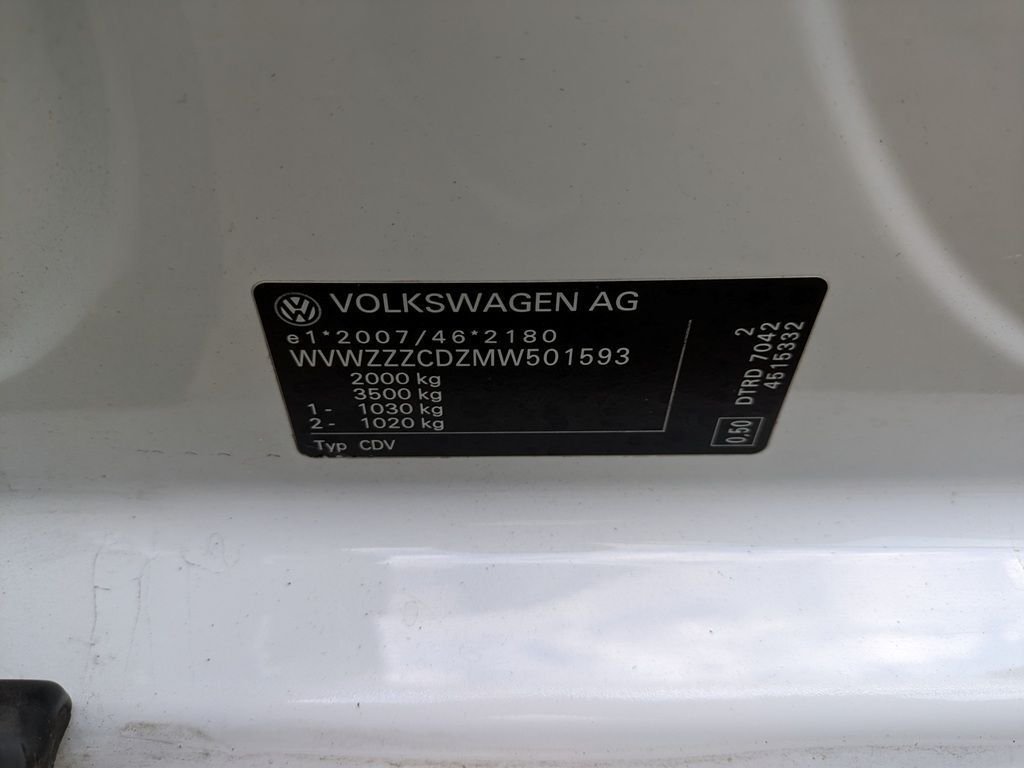 VOLKSWAGEN AG
e1*2007/46*2180
WVWZZZCDZMW501593
2000 kg
3500 kg
1- 1030 kg
2- 1020 kg
Typ CDV
2
DTRD 7042
4515332
0,50